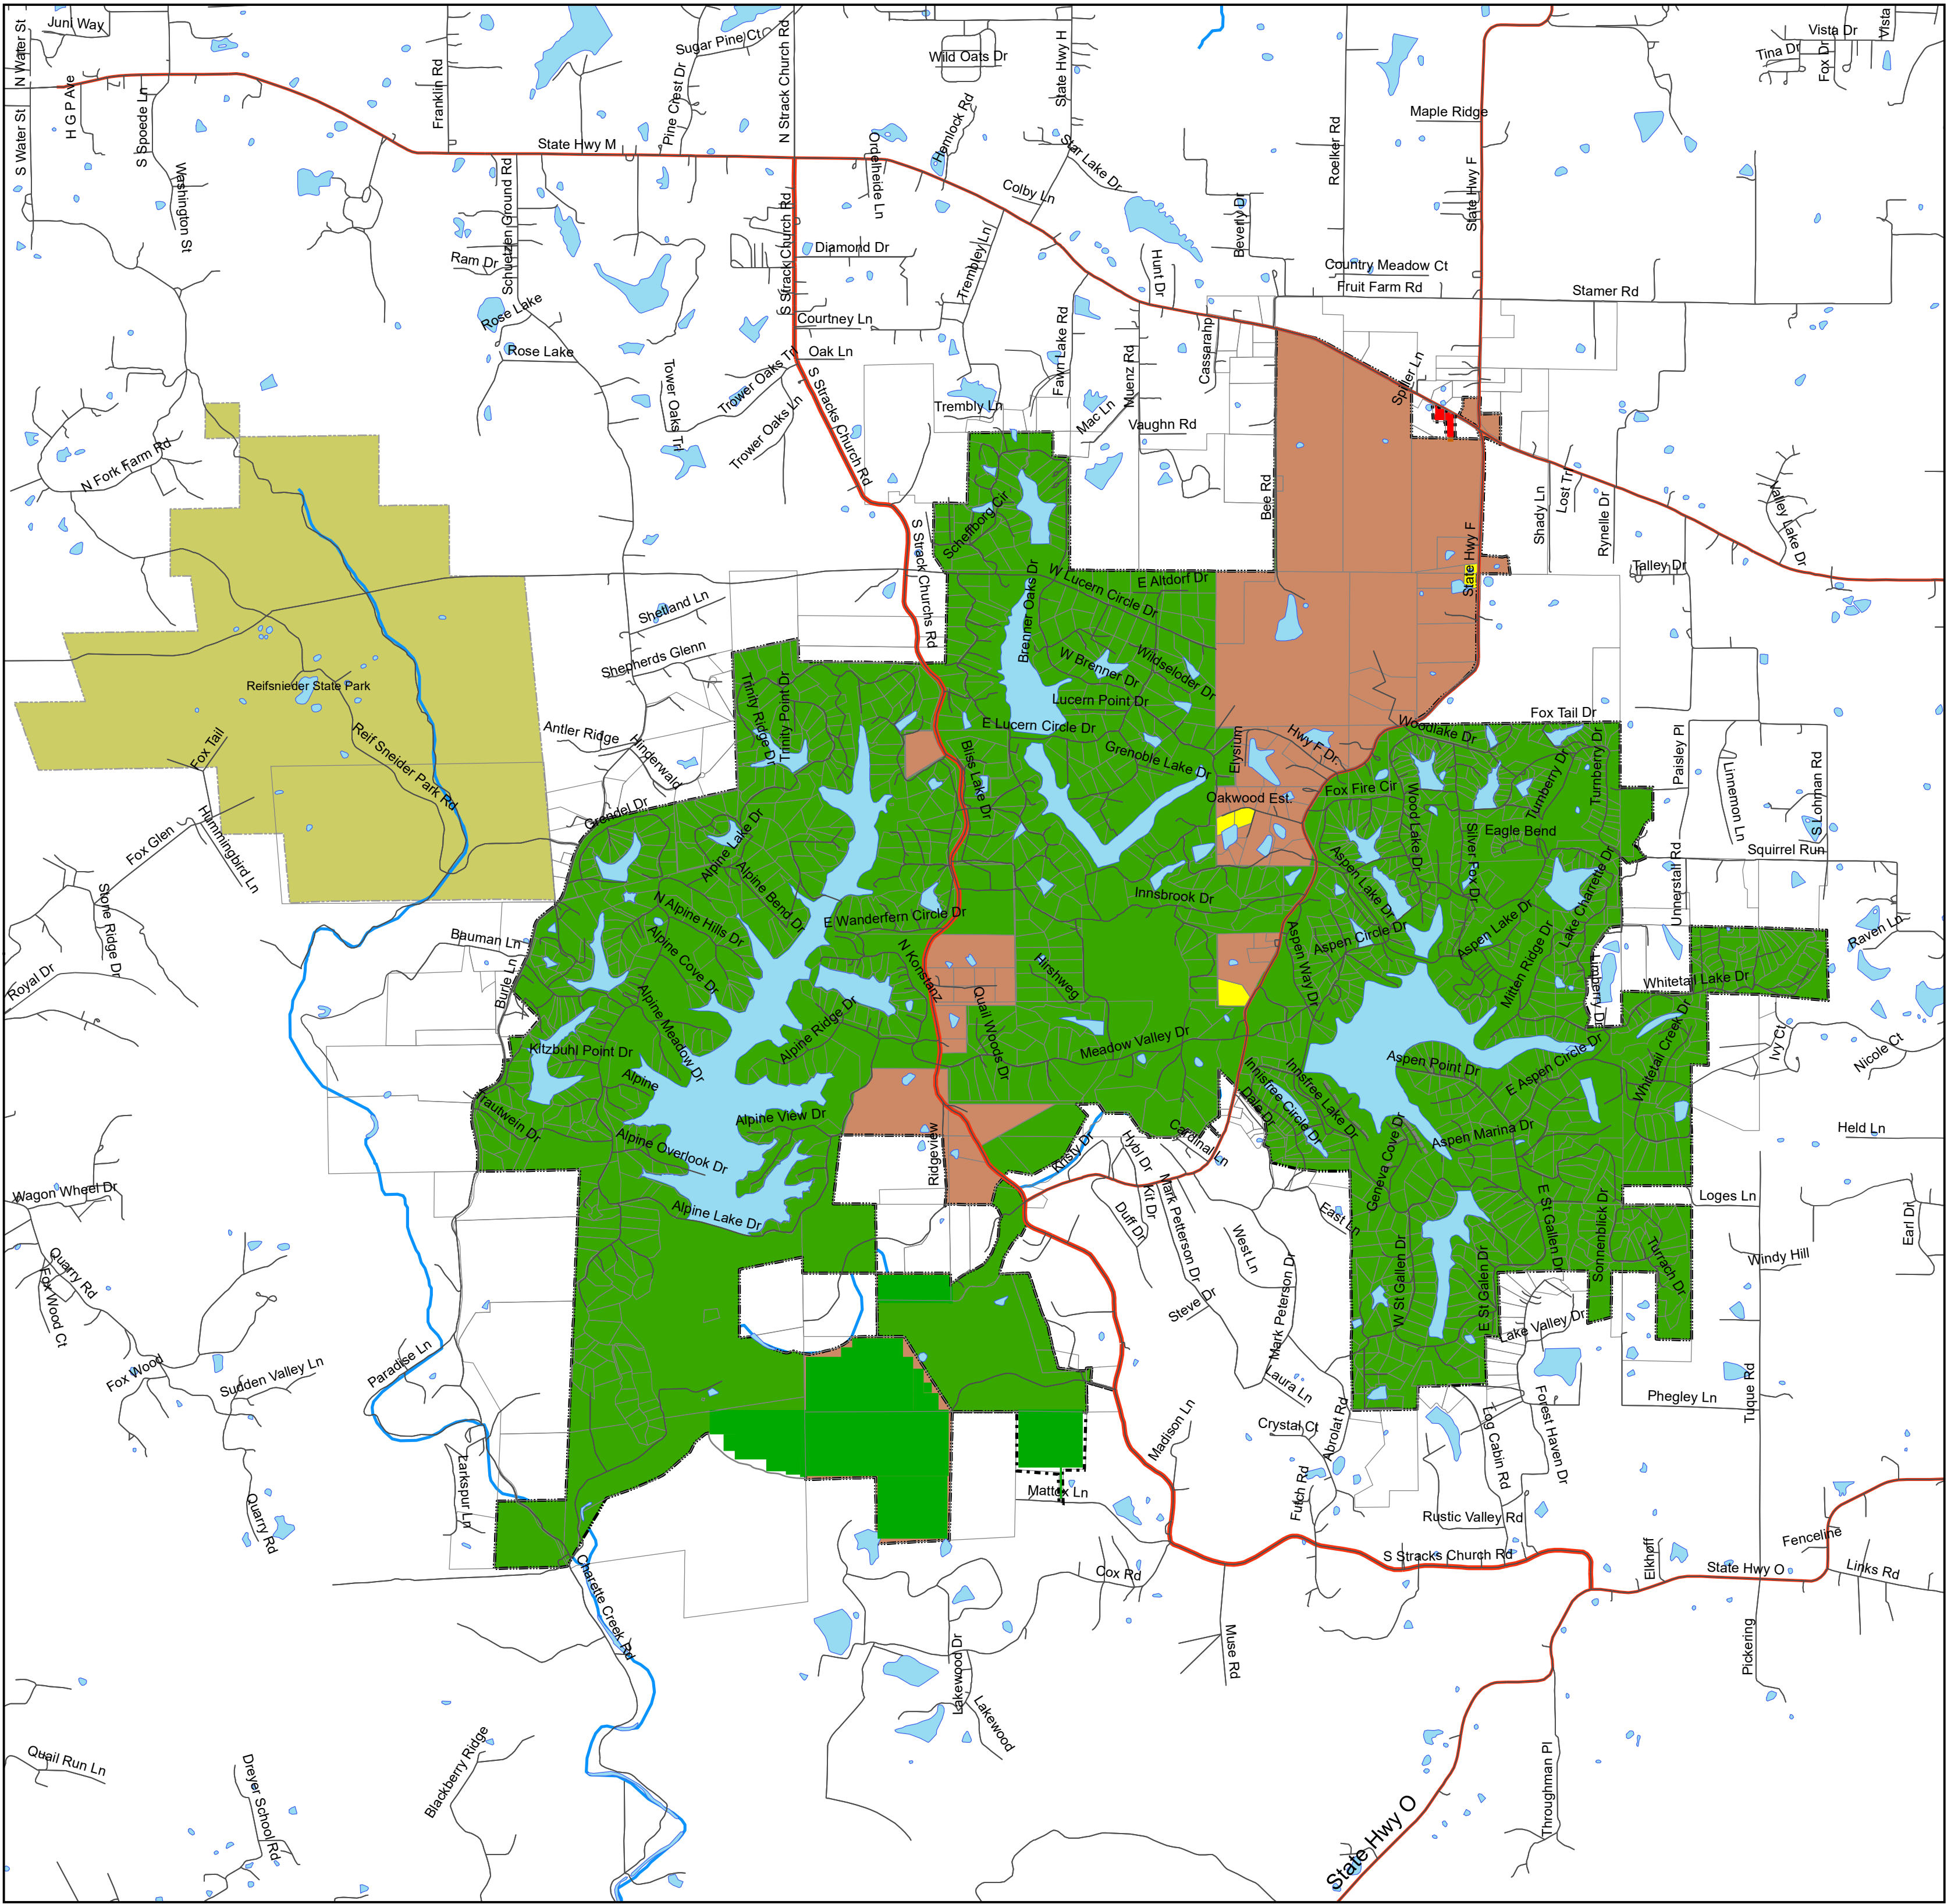 Juni Way
N Water St
S Water St
H G P Ave
S Spoede Ln
Washington St
Franklin Rd
State Hwy M
Sugar Pine Ct
Pine Crest Dr
N Strack Church Rd
Wild Oats Dr
State Hwy H
Hemlock Rd
Ordelheide Ln
Star Lake Dr
Colby Ln
Roelker Rd
Maple Ridge
State Hwy F
Vista Dr
Vista
Tina Dr
Fox Dr
Schuetzen Ground Rd
Ram Dr
Rose Lake
Rose Lake
S Strack Church Rd
Diamond Dr
Trembley Ln
Courtney Ln
Oak Ln
Hunt Dr
Beverly Dr
Country Meadow Ct
Fruit Farm Rd
Stamer Rd
Tower Oaks Trl
Trower Oaks Trl
Trower Oaks Ln
S Stracks Church Rd
Trembly Ln
Fawn Lake Rd
Mac Ln
Muenz Rd
Vaughn Rd
Cassarahp
Bee Rd
Spiller Ln
State Hwy F
Shady Ln
Lost Trl
Rynelle Dr
Valley Lake Dr
Talley Dr
N Fork Farm Rd
Scheffborg Cir
S Strack Churchs Rd
Brenner Oaks Dr
W Lucern Circle Dr
E Altdorf Dr
W Brenner Dr
Wildseloder Dr
Lucern Point Dr
E Lucern Circle Dr
Grenoble Lake Dr
Shetland Ln
Shepherds Glenn
Reifsnieder State Park
Reif Sneider Park Rd
Fox Tail
Antler Ridge
Hinderwald
Grendel Dr
Trinity Ridge Dr
Trinity Point Dr
Bliss Lake Dr
Elysium
Hwy F Dr.
Oakwood Est.
Woodlake Dr
Fox Tail Dr
Fox Fire Cir
Wood Lake Dr
Silver Fox Dr
Turnberry Dr
Turnberry Dr
Eagle Bend
Paisley Pl
Linnemon Ln
S Lohman Rd
Squirrel Run
Unnerstall Rd
Fox Glen
Hummingbird Ln
Stone Ridge Dr
Royal Dr
Bauman Ln
Burle Ln
Alpine Lake Dr
Alpine Bend Dr
N Alpine Hills Dr
Alpine Cove Dr
E Wanderfern Circle Dr
N Konstanz
Alpine Meadow Dr
Alpine Ridge Dr
Kitzbuhl Point Dr
Alpine
Trautwein Dr
Alpine View Dr
Alpine Overlook Dr
Alpine Lake Dr
Innsbrook Dr
Hirshweg
Quail Woods Dr
Meadow Valley Dr
Aspen Lake Dr
Aspen Circle Dr
Aspen Way Dr
Aspen Lake Dr
Mitten Ridge Dr
Lake Charrette Dr
Limberry Dr
Whitetail Lake Dr
Whitetail Creek Dr
Raven Ln
Ivy Ct
Nicole Ct
Aspen Point Dr
E Aspen Circle Dr
Aspen Marina Dr
Innisfree Circle Dr
Innsfree Lake Dr
Dale Dr
Geneva Cove Dr
Ridgeview
Kristy Dr
Hybl Dr
Kit Dr
Cardinal Ln
Duff Dr
Mark Petterson Dr
West Ln
East Ln
Steve Dr
E Mark Peterson Dr
Laura Ln
Crystal Ct
Abrolat Rd
W St Gallen Dr
E St Galen Dr
E St Gallen Dr
Sonnenblick Dr
Turrach Dr
Lake Valley Dr
Held Ln
Loges Ln
Earl Dr
Windy Hill
Phegley Ln
Tuque Rd
Wagon Wheel Dr
Quarry Rd
Fox Wood Ct
Fox Wood
Sudden Valley Ln
Paradise Ln
Larkspur Ln
Quarry Rd
Madison Ln
Mattox Ln
Futch Rd
Log Cabin Rd
Forest Haven Dr
Rustic Valley Rd
S Stracks Church Rd
Cox Rd
Muse Rd
Elkhoff
State Hwy O
Fenceline
Links Rd
Pickering
Charette Creek Rd
Lakewood Dr
Lakewood
Blackberry Ridge
Quail Run Ln
Dreyer School Rd
Throughman Pl
State Hwy O